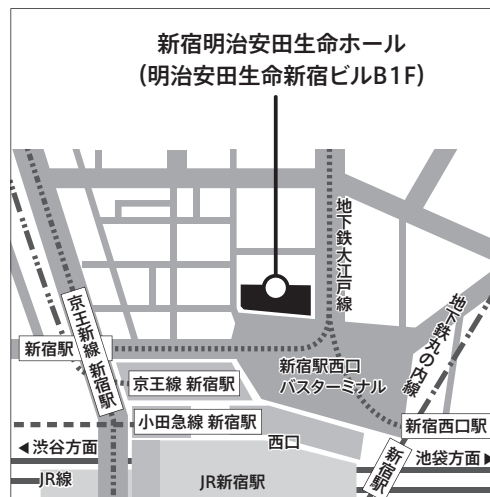 新宿明治安田生命ホール
(明治安田生命新宿ビルB1F)
地下鉄大江戸線
地下鉄丸の内線
京王新線 新宿駅
新宿駅
新宿駅西口
バスターミナル
京王線 新宿駅
小田急線 新宿駅
新宿西口駅
西口
◀渋谷方面
新宿駅
池袋方面▶
JR線
JR新宿駅